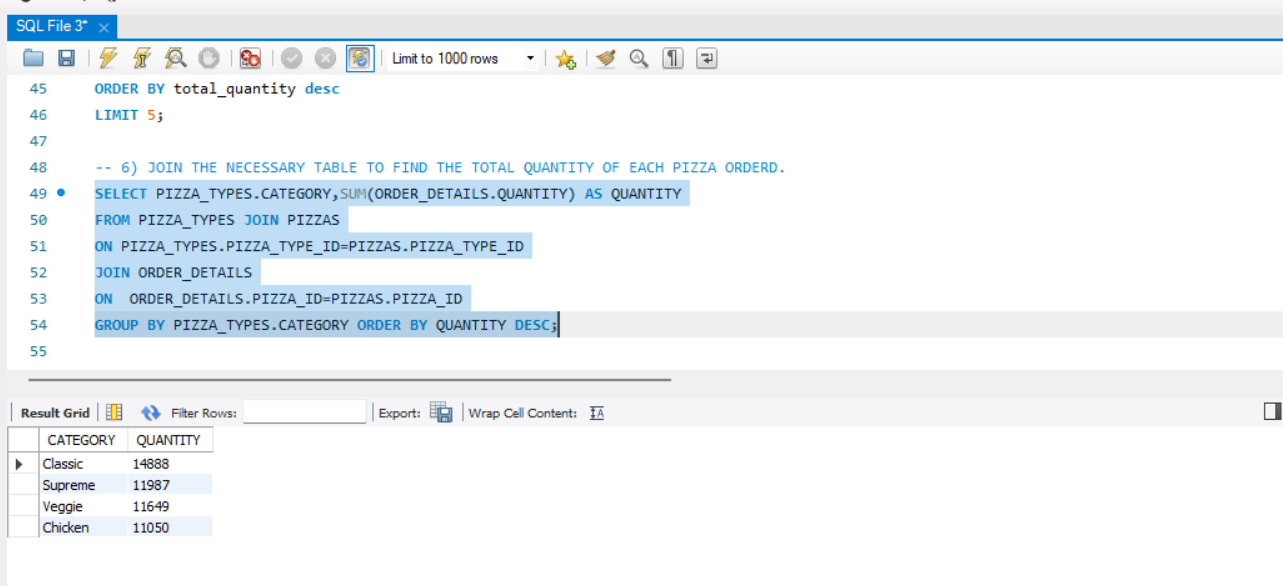 SQL File 3*
Limit to 1000 rows
45 ORDER BY total_quantity desc
46 LIMIT 5;
47
48 -- 6) JOIN THE NECESSARY TABLE TO FIND THE TOTAL QUANTITY OF EACH PIZZA ORDERD.
49 SELECT PIZZA_TYPES.CATEGORY,SUM(ORDER_DETAILS.QUANTITY) AS QUANTITY
50 FROM PIZZA_TYPES JOIN PIZZAS
51 ON PIZZA_TYPES.PIZZA_TYPE_ID=PIZZAS.PIZZA_TYPE_ID
52 JOIN ORDER_DETAILS
53 ON  ORDER_DETAILS.PIZZA_ID=PIZZAS.PIZZA_ID
54 GROUP BY PIZZA_TYPES.CATEGORY ORDER BY QUANTITY DESC;
55
Result Grid Filter Rows: Export: Wrap Cell Content:
CATEGORY QUANTITY
Classic 14888
Supreme 11987
Veggie 11649
Chicken 11050